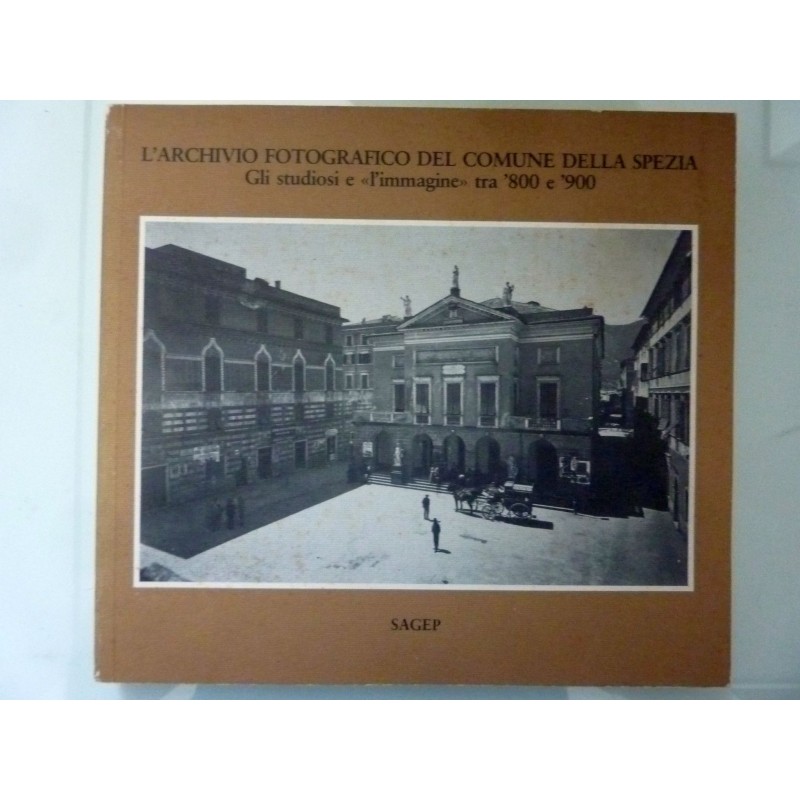 L'ARCHIVIO FOTOGRAFICO DEL COMUNE DELLA SPEZIA
Gli studiosi e «l'immagine» tra '800 e '900
SAGEP